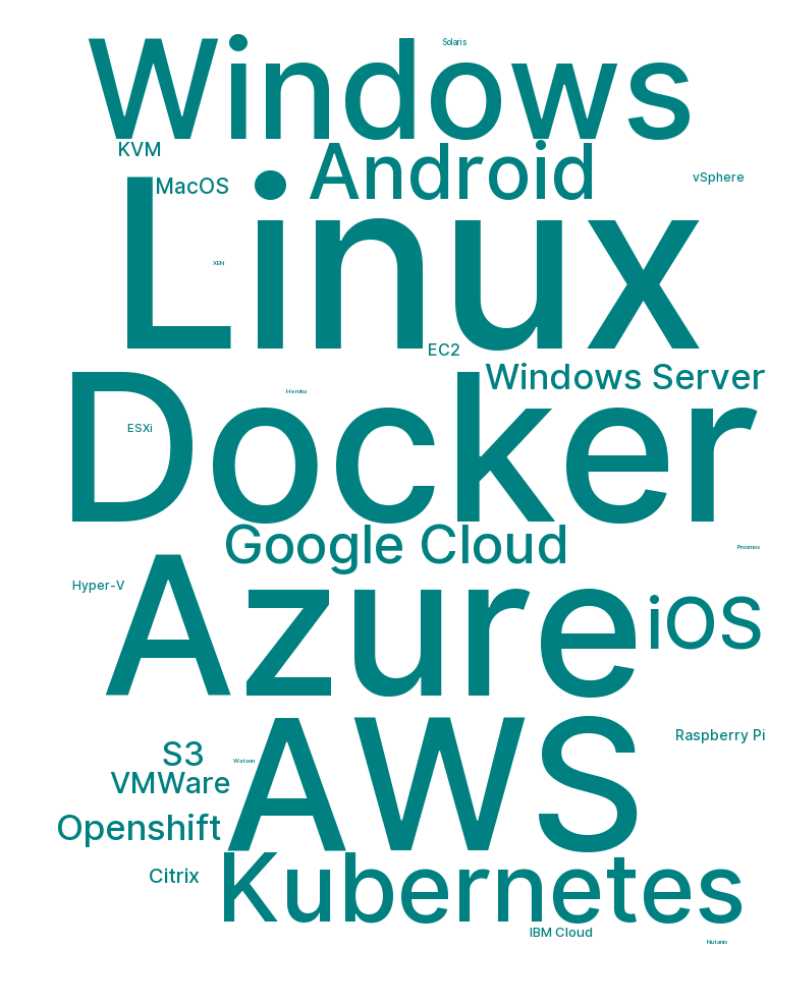 Windows
Solaris
KVM
Android
MacOS
vSphere
Linux
XEN
EC2
Windows Server
Docker
ESXi
Google Cloud
Proxmox
Hyper-V
Azure
iOS
AWS
Raspberry Pi
S3
Watson
VMWare
Openshift
Citrix
Kubernetes
IBM Cloud
Nutanix